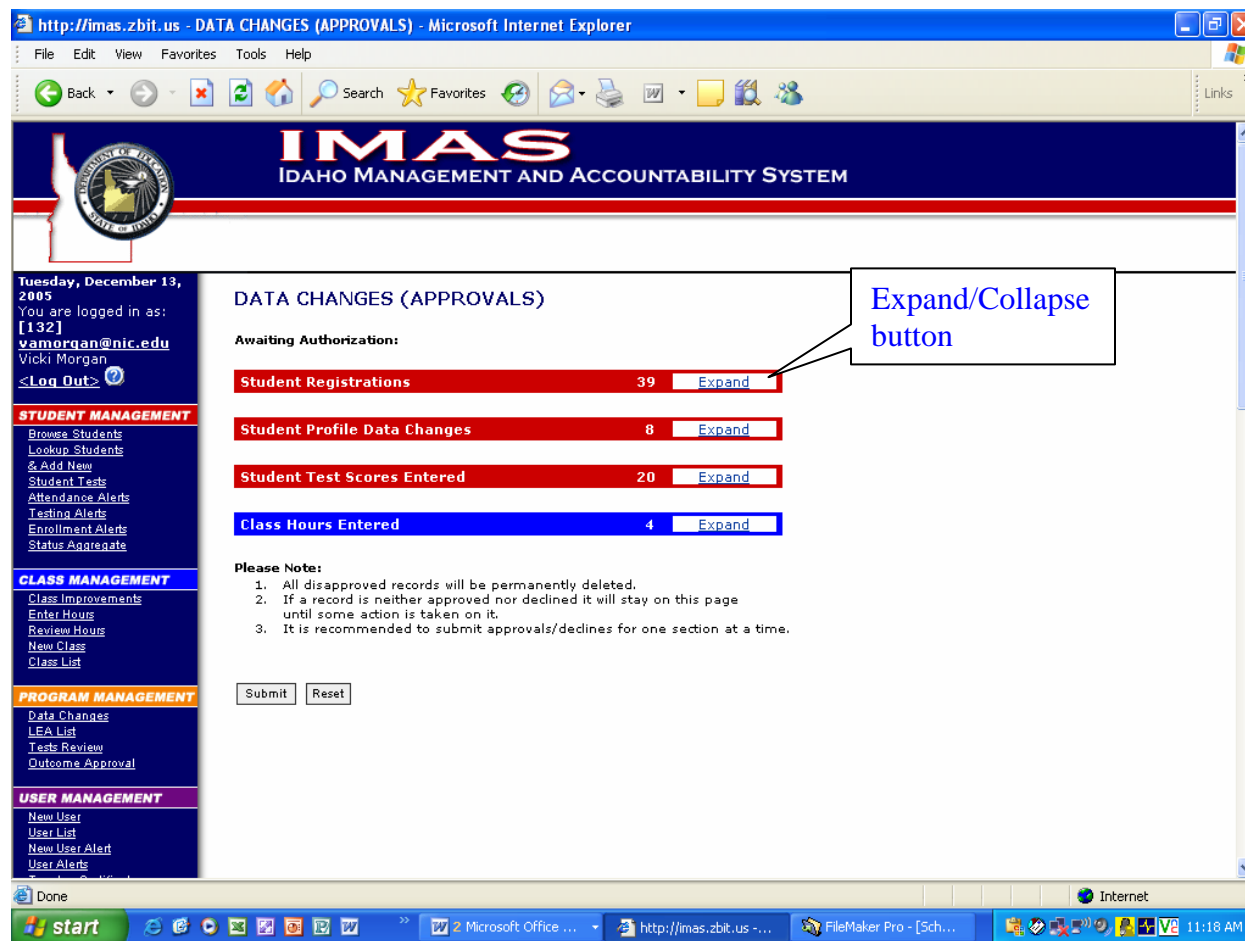 http://imas.zbit.us - DATA CHANGES (APPROVALS) - Microsoft Internet Explorer
File Edit View Favorites Tools Help
Back Search Favorites Links
DEPARTMENT OF EDUCATION
STATE OF IDAHO
IMAS
IDAHO MANAGEMENT AND ACCOUNTABILITY SYSTEM
Tuesday, December 13,
2005
You are logged in as:
[132]
vamorgan@nic.edu
Vicki Morgan
<Log Out>
STUDENT MANAGEMENT
Browse Students
Lookup Students
& Add New
Student Tests
Attendance Alerts
Testing Alerts
Enrollment Alerts
Status Aggregate
CLASS MANAGEMENT
Class Improvements
Enter Hours
Review Hours
New Class
Class List
PROGRAM MANAGEMENT
Data Changes
LEA List
Tests Review
Outcome Approval
USER MANAGEMENT
New User
User List
New User Alert
User Alerts
DATA CHANGES (APPROVALS)
Expand/Collapse
button
Awaiting Authorization:
Student Registrations 39 Expand
Student Profile Data Changes 8 Expand
Student Test Scores Entered 20 Expand
Class Hours Entered 4 Expand
Please Note:
1. All disapproved records will be permanently deleted.
2. If a record is neither approved nor declined it will stay on this page
until some action is taken on it.
3. It is recommended to submit approvals/declines for one section at a time.
Submit Reset
Done Internet
start 2 Microsoft Office ... http://imas.zbit.us -... FileMaker Pro - [Sch... 11:18 AM